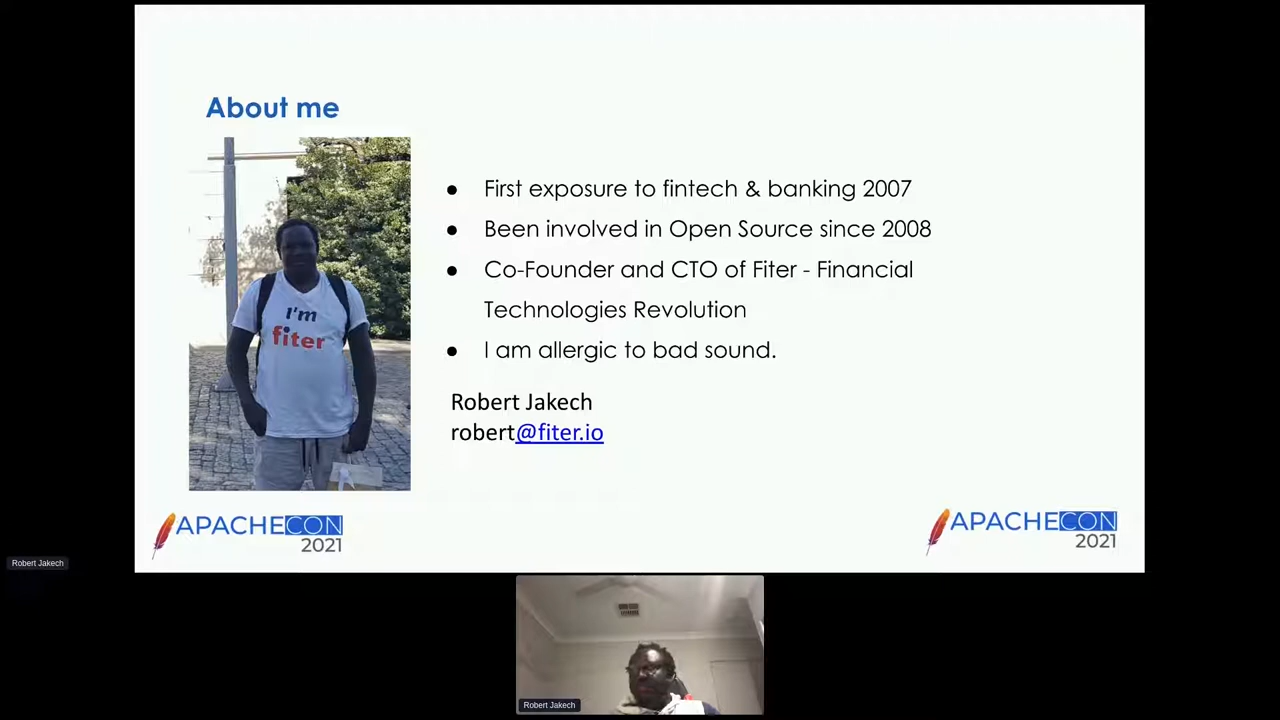 About me
I'm
fiter
● First exposure to fintech & banking 2007
● Been involved in Open Source since 2008
● Co-Founder and CTO of Fiter - Financial
Technologies Revolution
● I am allergic to bad sound.
Robert Jakech
robert@fiter.io
APACHECON
2021
APACHECON
2021
Robert Jakech
Robert Jakech